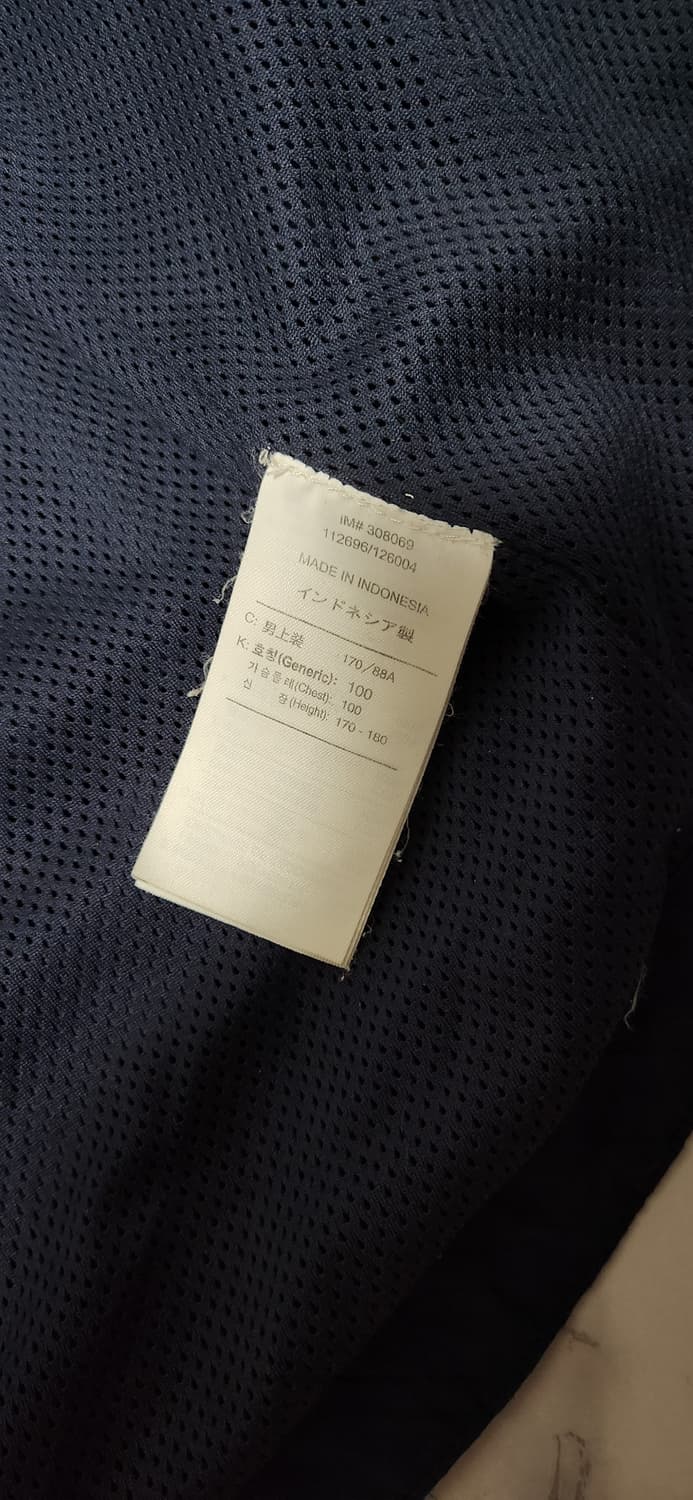 IM# 308069
112696/126004
MADE IN INDONESIA
インドネシア製
C: 男上装 170/88A
K: 호칭(Generic): 100
가슴둘레(Chest): 100
신 장(Height): 170 - 180